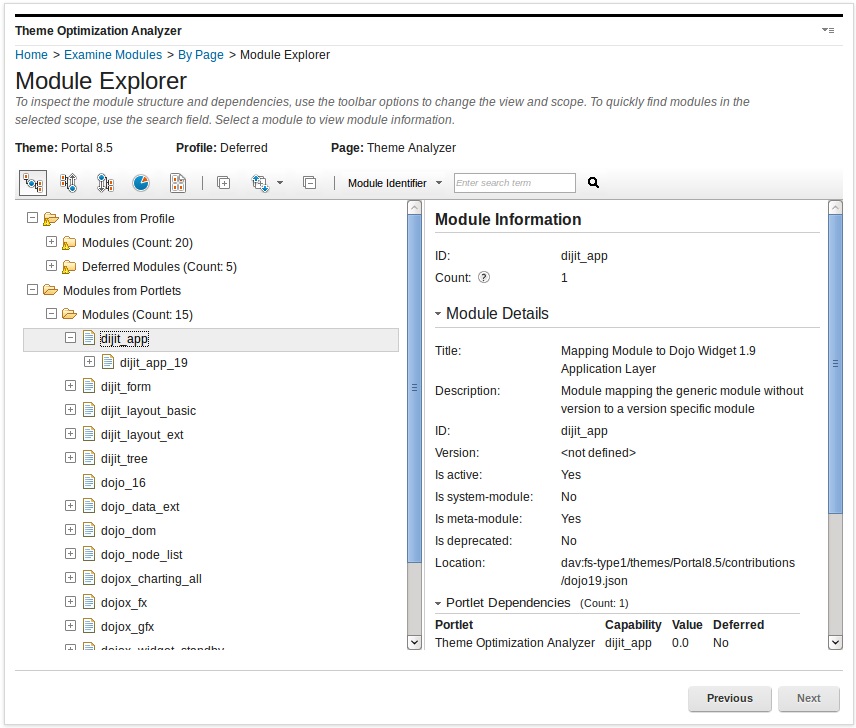 Theme Optimization Analyzer
Home > Examine Modules > By Page > Module Explorer
Module Explorer
To inspect the module structure and dependencies, use the toolbar options to change the view and scope. To quickly find modules in the
selected scope, use the search field. Select a module to view module information.
Theme: Portal 8.5 Profile: Deferred Page: Theme Analyzer
Module Identifier Enter search term
Modules from Profile
Modules (Count: 20)
Deferred Modules (Count: 5)
Modules from Portlets
Modules (Count: 15)
dijit_app
dijit_app_19
dijit_form
dijit_layout_basic
dijit_layout_ext
dijit_tree
dojo_16
dojo_data_ext
dojo_dom
dojo_node_list
dojox_charting_all
dojox_fx
dojox_gfx
dojox_widget_standby
Module Information
ID: dijit_app
Count: ? 1
Module Details
Title: Mapping Module to Dojo Widget 1.9
Application Layer
Description: Module mapping the generic module without
version to a version specific module
ID: dijit_app
Version: <not defined>
Is active: Yes
Is system-module: No
Is meta-module: Yes
Is deprecated: No
Location: dav:fs-type1/themes/Portal8.5/contributions
/dojo19.json
Portlet Dependencies (Count: 1)
Portlet Capability Value Deferred
Theme Optimization Analyzer dijit_app 0.0 No
Previous Next